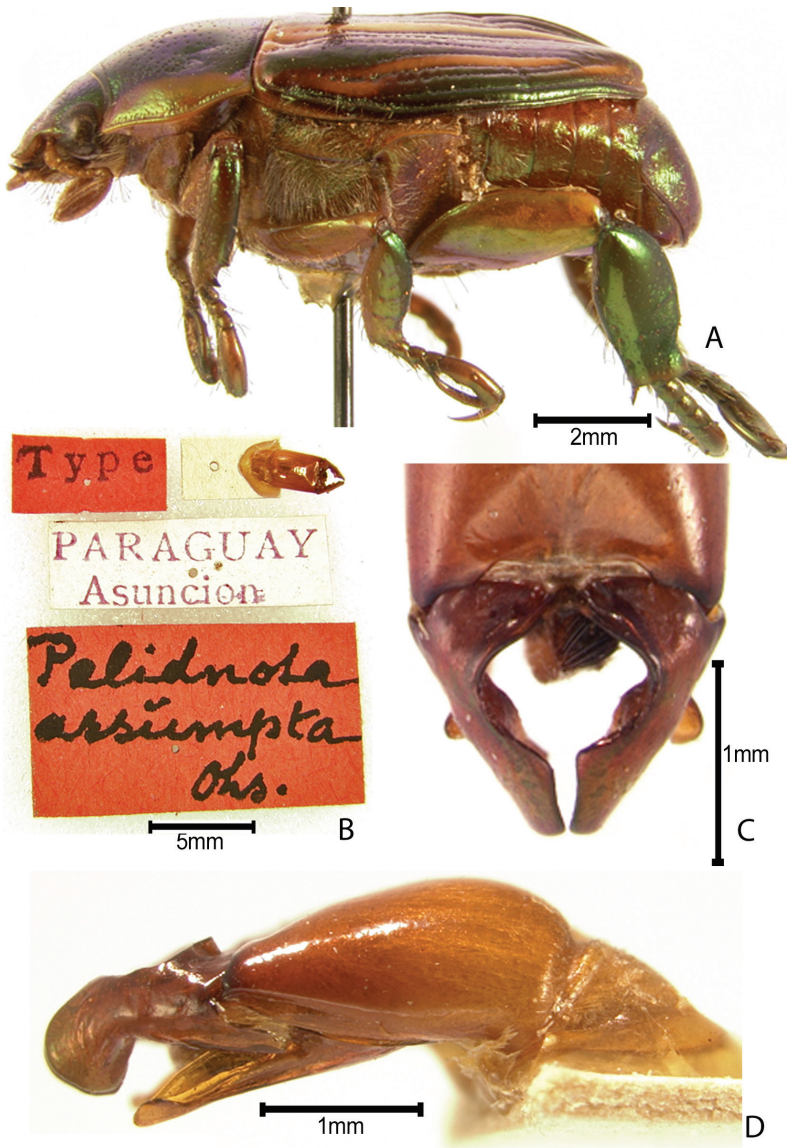 A
2mm
Type
PARAGUAY
Asuncion
Pelidnota
assumpta
Ohs.
5mm
B
1mm
C
1mm
D